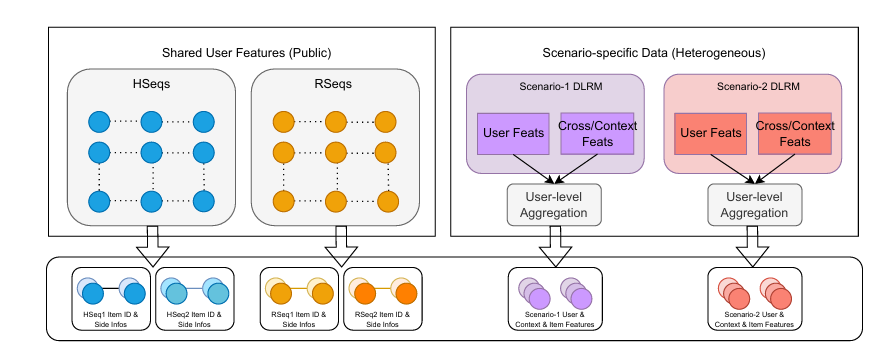 Shared User Features (Public)
Scenario-specific Data (Heterogeneous)
HSeqs
RSeqs
Scenario-1 DLRM
Scenario-2 DLRM
User Feats
Cross/Context
Feats
User Feats
Cross/Context
Feats
User-level
Aggregation
User-level
Aggregation
HSeq1 Item ID &
Side Infos
HSeq2 Item ID &
Side Infos
RSeq1 Item ID &
Side Infos
RSeq2 Item ID &
Side Infos
Scenario-1 User &
Context & Item Features
Scenario-2 User &
Context & Item Features